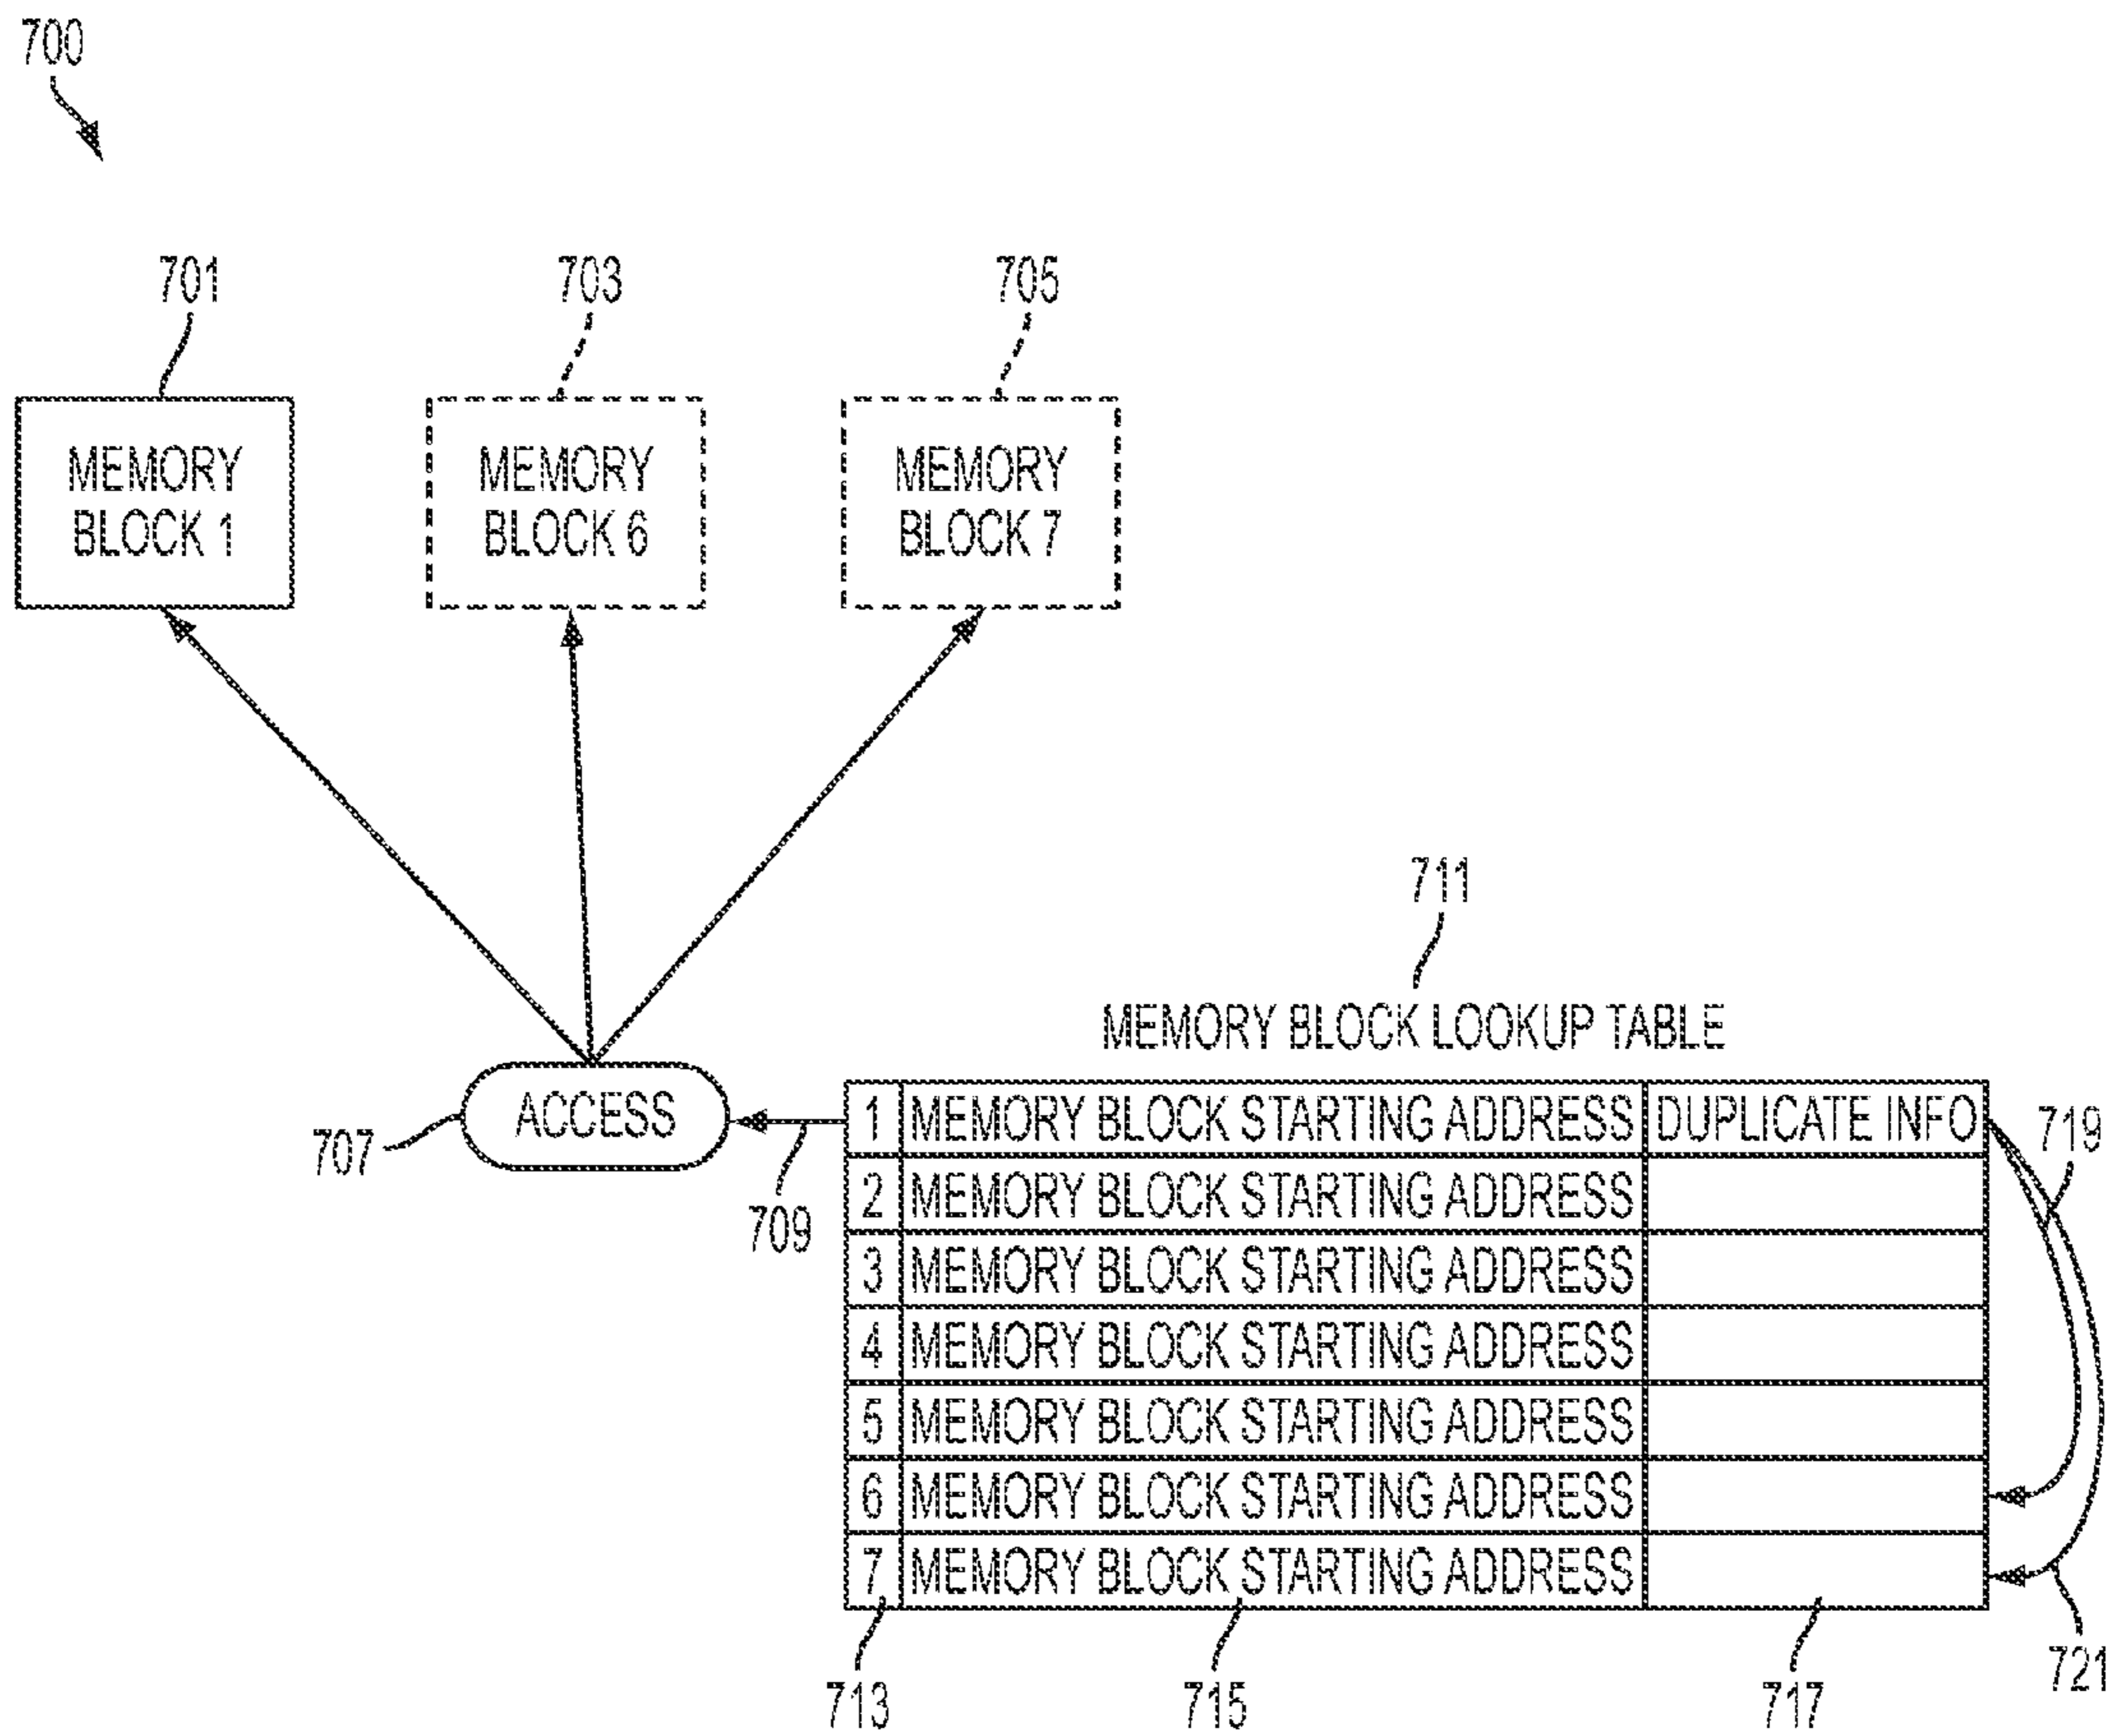 700
701
703
705
MEMORY
BLOCK 1
MEMORY
BLOCK 6
MEMORY
BLOCK 7
711
MEMORY BLOCK LOOKUP TABLE
ACCESS
707
709
1 MEMORY BLOCK STARTING ADDRESS DUPLICATE INFO
719
2 MEMORY BLOCK STARTING ADDRESS
3 MEMORY BLOCK STARTING ADDRESS
4 MEMORY BLOCK STARTING ADDRESS
5 MEMORY BLOCK STARTING ADDRESS
6 MEMORY BLOCK STARTING ADDRESS
7 MEMORY BLOCK STARTING ADDRESS
713
715
717
721